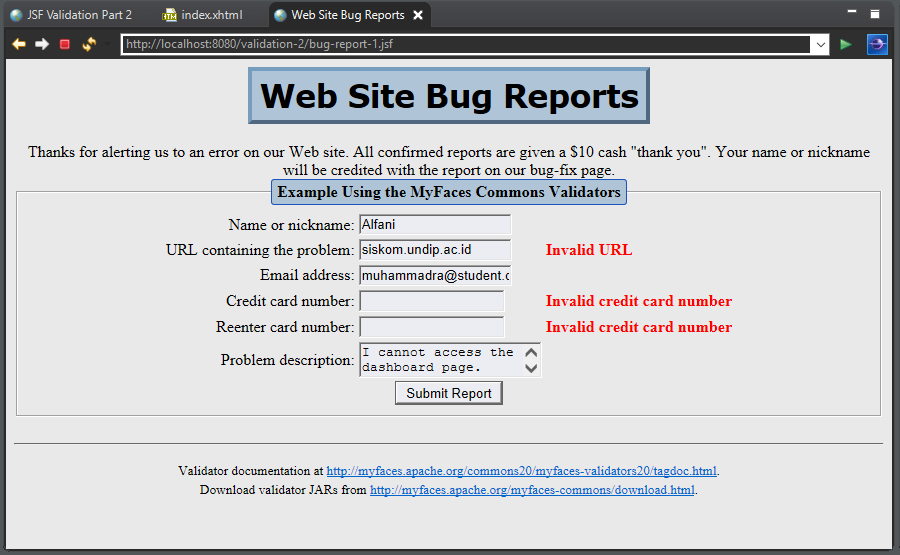 JSF Validation Part 2
index.xhtml
Web Site Bug Reports
http://localhost:8080/validation-2/bug-report-1.jsf
Web Site Bug Reports
Thanks for alerting us to an error on our Web site. All confirmed reports are given a $10 cash "thank you". Your name or nickname
will be credited with the report on our bug-fix page.
Example Using the MyFaces Commons Validators
Name or nickname: Alfani
URL containing the problem: siskom.undip.ac.id Invalid URL
Email address: muhammadra@student.
Credit card number: Invalid credit card number
Reenter card number: Invalid credit card number
Problem description: I cannot access the
dashboard page.
Submit Report
Validator documentation at http://myfaces.apache.org/commons20/myfaces-validators20/tagdoc.html.
Download validator JARs from http://myfaces.apache.org/myfaces-commons/download.html.